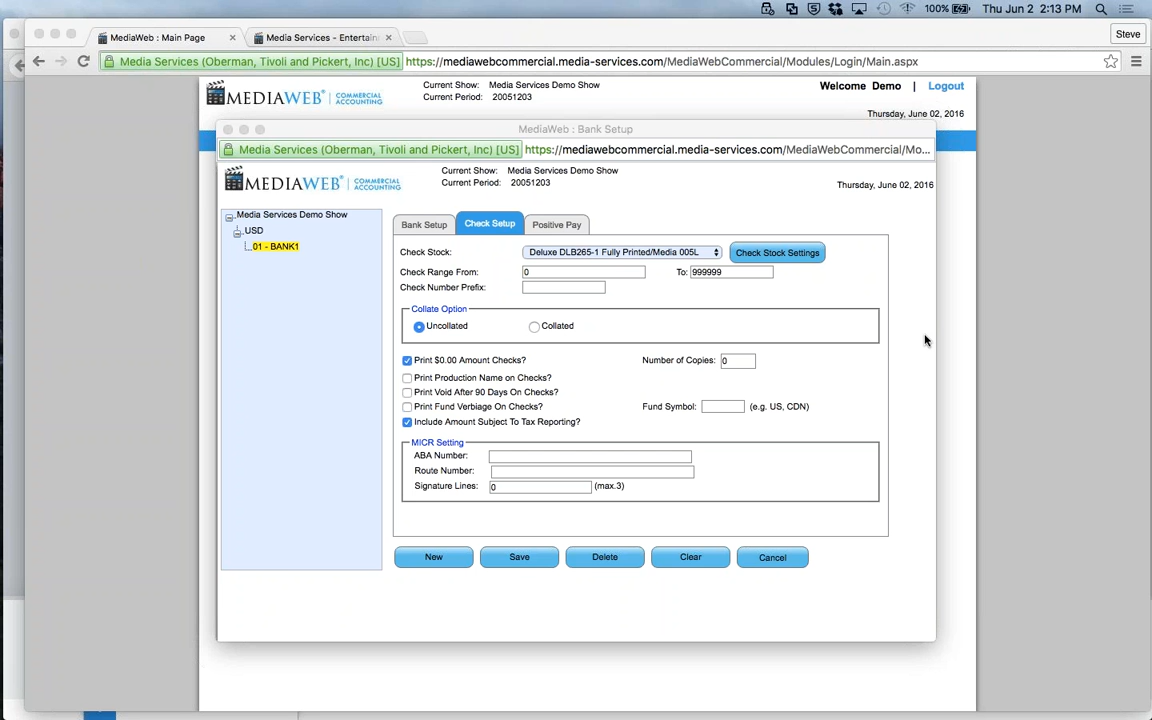 100% Thu Jun 2 2:13 PM
MediaWeb : Main Page × Media Services - Entertain × Steve
Media Services (Oberman, Tivoli and Pickert, Inc) [US] https://mediawebcommercial.media-services.com/MediaWebCommercial/Modules/Login/Main.aspx
MEDIAWEB® COMMERCIAL ACCOUNTING
Current Show: Media Services Demo Show
Current Period: 20051203
Welcome Demo | Logout
Thursday, June 02, 2016
MediaWeb : Bank Setup
Media Services (Oberman, Tivoli and Pickert, Inc) [US] https://mediawebcommercial.media-services.com/MediaWebCommercial/Mo...
MEDIAWEB® COMMERCIAL ACCOUNTING
Current Show: Media Services Demo Show
Current Period: 20051203
Thursday, June 02, 2016
Media Services Demo Show
USD
01 - BANK1
Bank Setup Check Setup Positive Pay
Check Stock: Deluxe DLB265-1 Fully Printed/Media 005L Check Stock Settings
Check Range From: 0 To: 999999
Check Number Prefix:
Collate Option
Uncollated Collated
Print $0.00 Amount Checks? Number of Copies: 0
Print Production Name on Checks?
Print Void After 90 Days On Checks?
Print Fund Verbiage On Checks? Fund Symbol: (e.g. US, CDN)
Include Amount Subject To Tax Reporting?
MICR Setting
ABA Number:
Route Number:
Signature Lines: 0 (max.3)
New Save Delete Clear Cancel